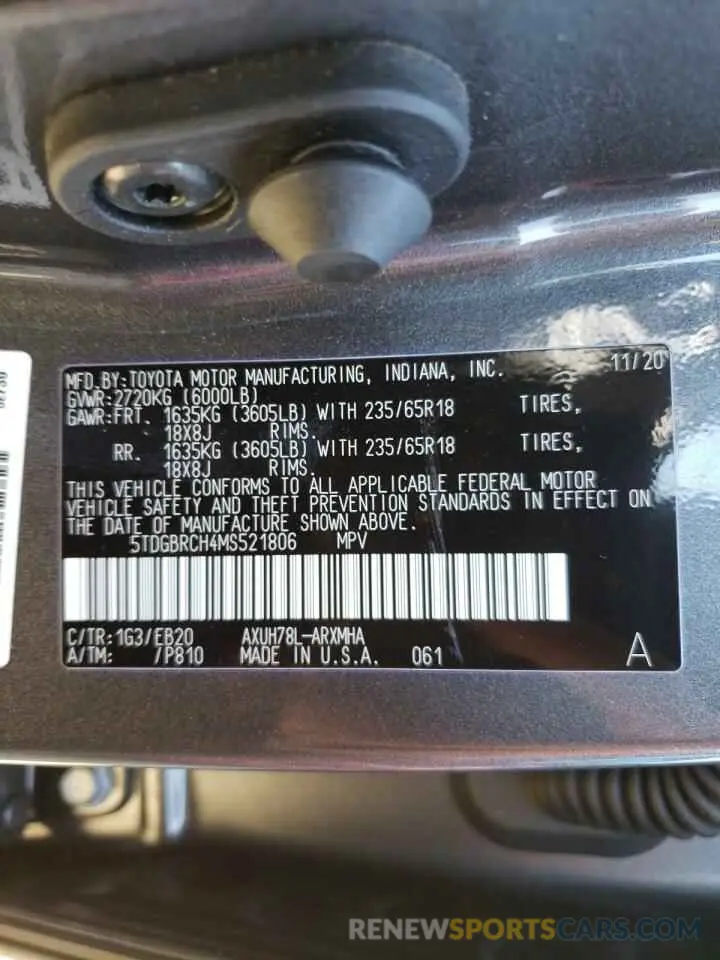 MFD.BY:TOYOTA MOTOR MANUFACTURING, INDIANA, INC. 11/20
GVWR:2720KG (6000LB)
GAWR:FRT. 1635KG (3605LB) WITH 235/65R18 TIRES,
18X8J RIMS.
RR. 1635KG (3605LB) WITH 235/65R18 TIRES,
18X8J RIMS.
THIS VEHICLE CONFORMS TO ALL APPLICABLE FEDERAL MOTOR
VEHICLE SAFETY AND THEFT PREVENTION STANDARDS IN EFFECT ON
THE DATE OF MANUFACTURE SHOWN ABOVE.
5TDGBRCH4MS521806 MPV
C/TR:1G3/EB20 AXUH78L-ARXMHA
A/TM: /P810 MADE IN U.S.A. 061 A
RENEWSPORTSCARS.COM